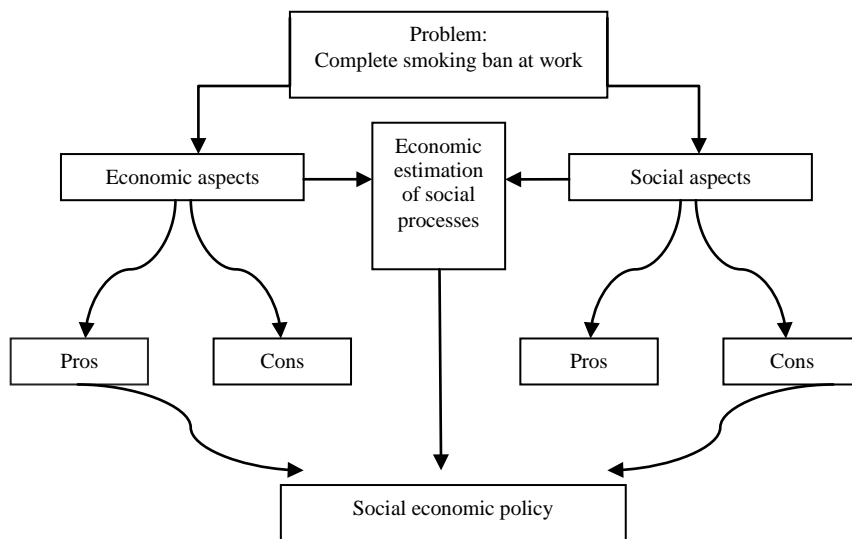 Problem:
Complete smoking ban at work
Economic
estimation
of social
processes
Economic aspects
Social aspects
Pros
Cons
Pros
Cons
Social economic policy